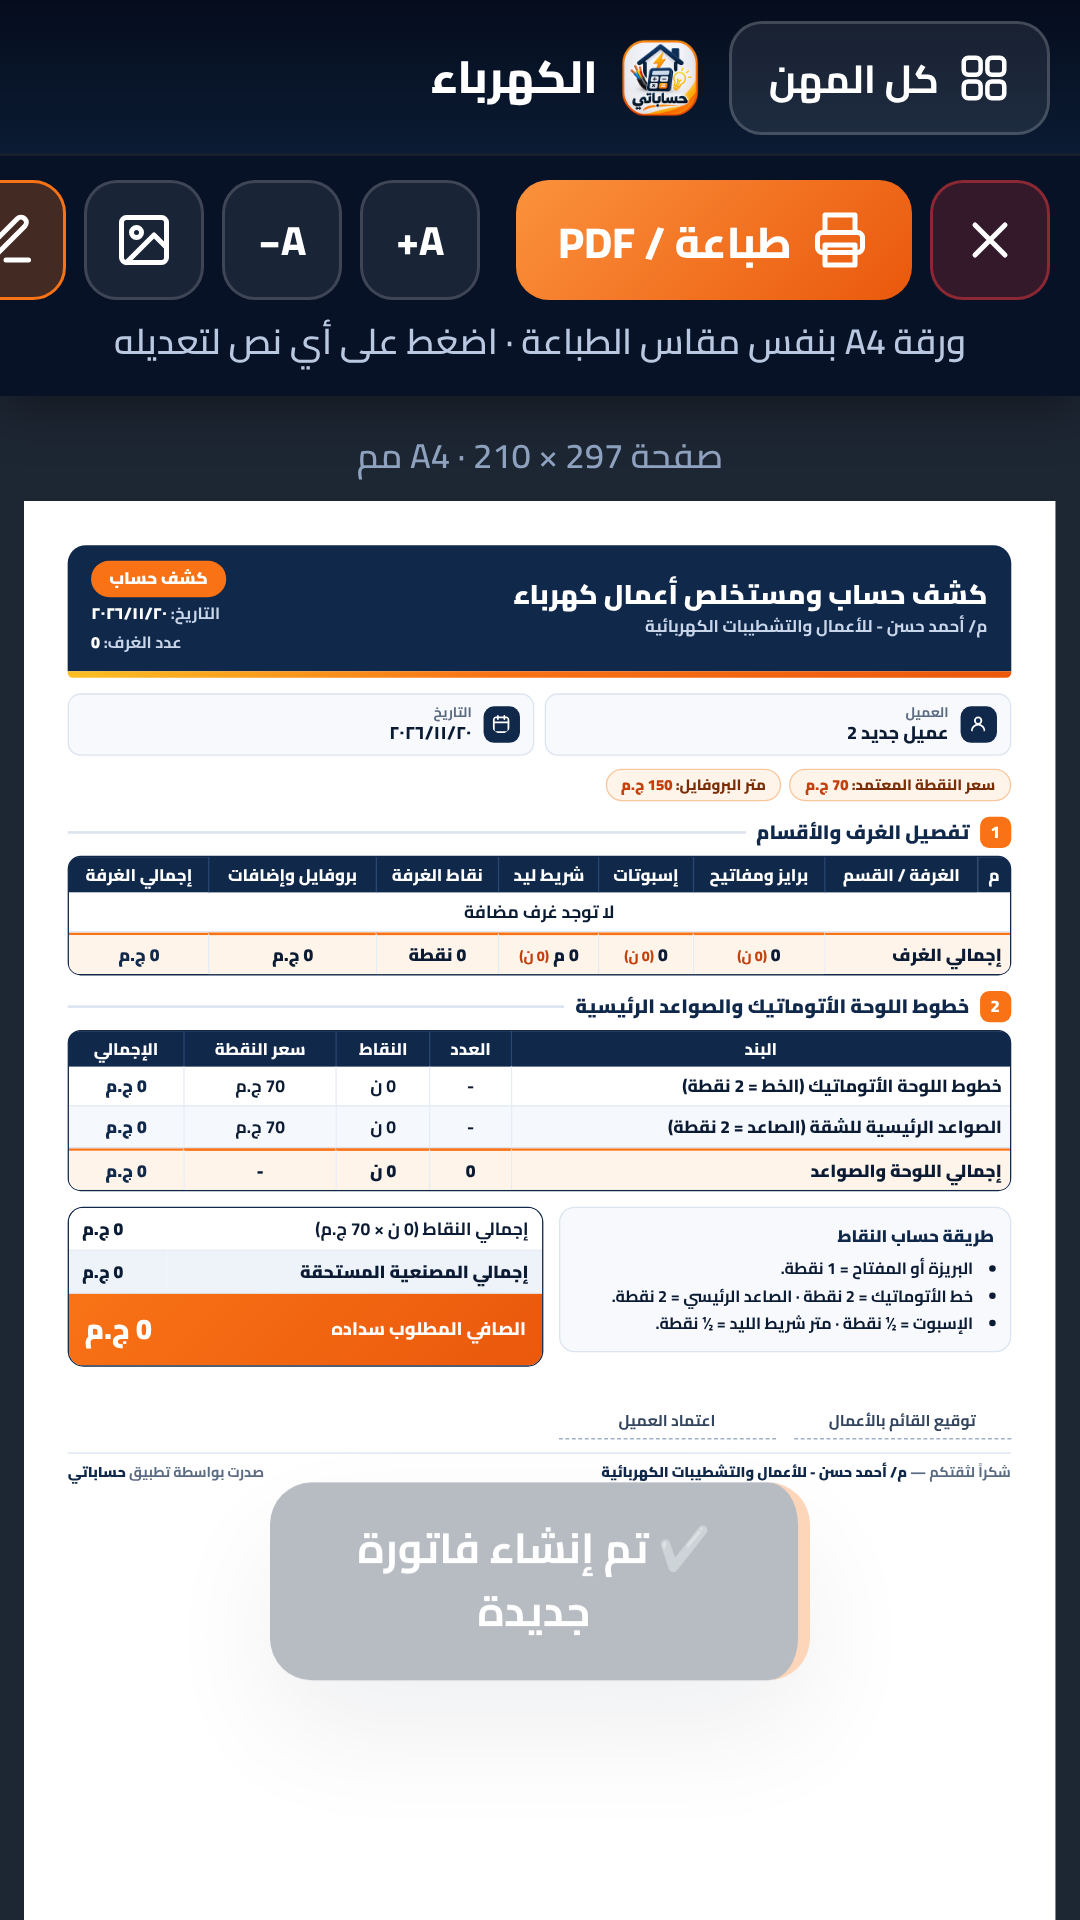 كل المهن
حساباتي
الكهرباء
طباعة / PDF
A+
A−
ورقة A4 بنفس مقاس الطباعة · اضغط على أي نص لتعديله
صفحة A4 · 210 × 297 مم
كشف حساب ومستخلص أعمال كهرباء
م/ أحمد حسن - للأعمال والتشطيبات الكهربائية
كشف حساب
التاريخ: ٢٠٢٦/١١/٢٠
عدد الغرف: 0
العميل
عميل جديد 2
التاريخ
٢٠٢٦/١١/٢٠
سعر النقطة المعتمد: 70 ج.م
متر البروفايل: 150 ج.م
1 تفصيل الغرف والأقسام
م الغرفة / القسم برايز ومفاتيح إسبوتات شريط ليد نقاط الغرفة بروفايل وإضافات إجمالي الغرفة
لا توجد غرف مضافة
إجمالي الغرف 0 (0 ن) 0 (0 ن) 0 م (0 ن) 0 نقطة 0 ج.م 0 ج.م
2 خطوط اللوحة الأتوماتيك والصواعد الرئيسية
البند العدد النقاط سعر النقطة الإجمالي
خطوط اللوحة الأتوماتيك (الخط = 2 نقطة) - 0 ن 70 ج.م 0 ج.م
الصواعد الرئيسية للشقة (الصاعد = 2 نقطة) - 0 ن 70 ج.م 0 ج.م
إجمالي اللوحة والصواعد 0 0 ن - 0 ج.م
طريقة حساب النقاط
• البريزة أو المفتاح = 1 نقطة.
• خط الأتوماتيك = 2 نقطة · الصاعد الرئيسي = 2 نقطة.
• الإسبوت = ½ نقطة · متر شريط الليد = ½ نقطة.
إجمالي النقاط (0 ن × 70 ج.م) 0 ج.م
إجمالي المصنعية المستحقة 0 ج.م
الصافي المطلوب سداده 0 ج.م
توقيع القائم بالأعمال
اعتماد العميل
شكراً لثقتكم — م/ أحمد حسن - للأعمال والتشطيبات الكهربائية
صدرت بواسطة تطبيق حساباتي
✔ تم إنشاء فاتورة
جديدة